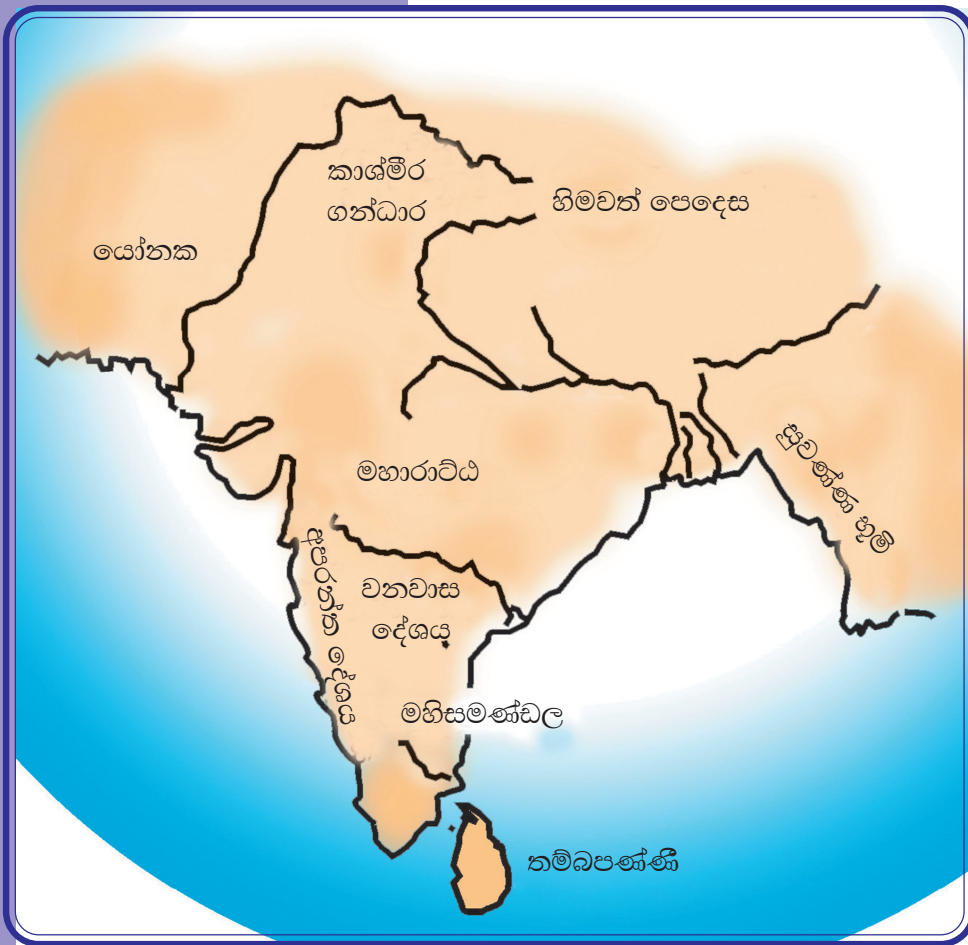 කාශ්මීර
ගන්ධාර
හිමවත් පෙදෙස
යෝනක
සුවණ්ණ භූමි
මහාරාට්ඨ
අපරන්ත දේශය
වනවාස
දේශය
මහිසමණ්ඩල
තම්බපණ්ණී